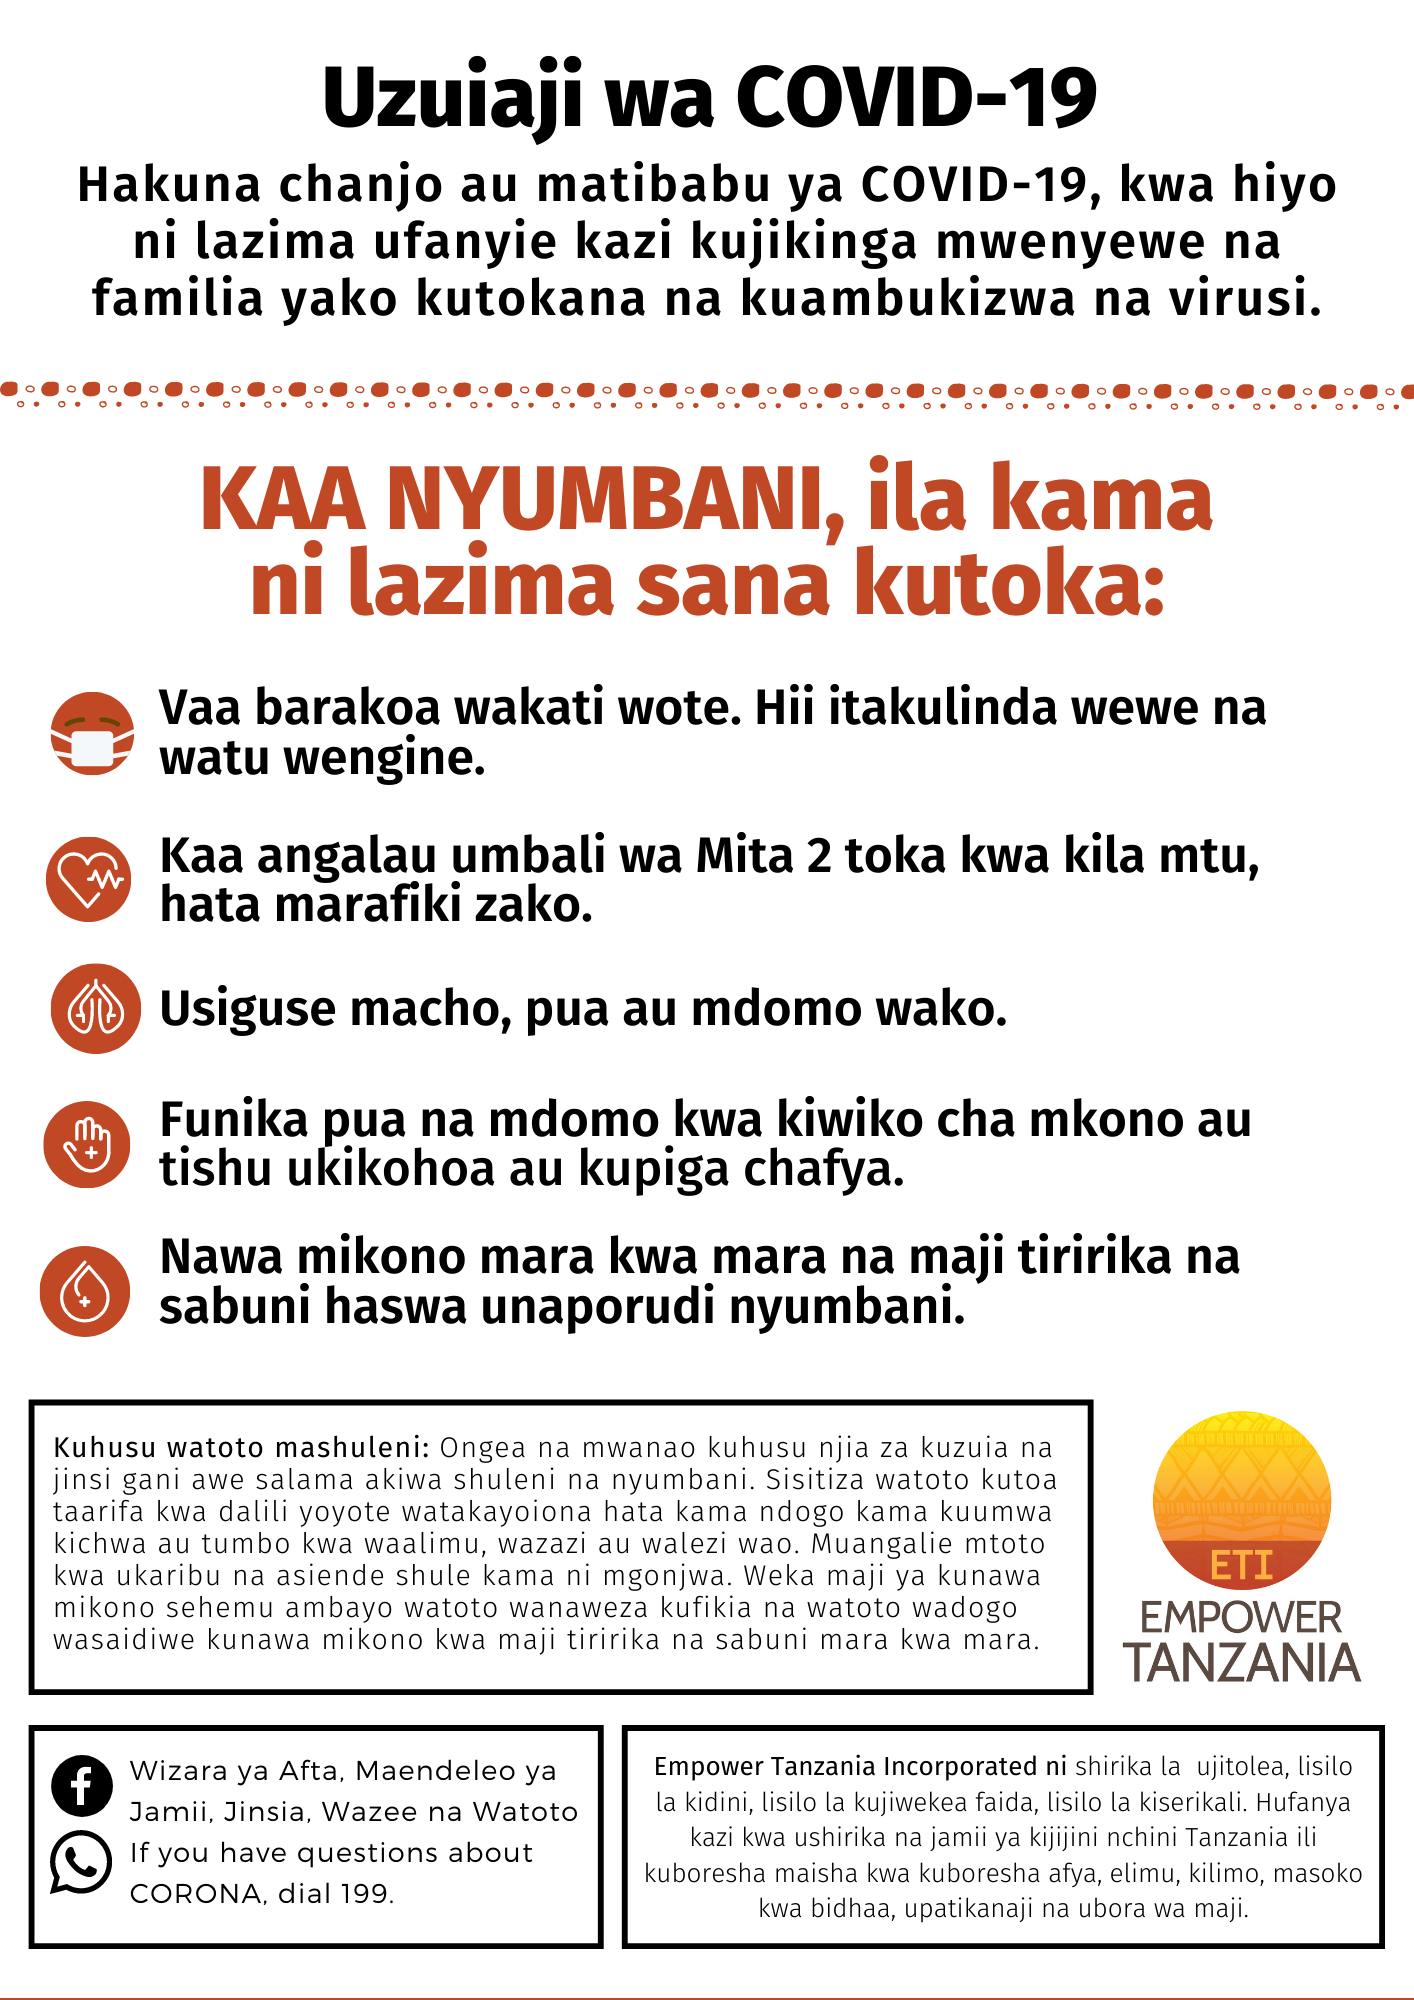 Uzuiaji wa COVID-19
Hakuna chanjo au matibabu ya COVID-19, kwa hiyo
ni lazima ufanyie kazi kujikinga mwenyewe na
familia yako kutokana na kuambukizwa na virusi.
KAA NYUMBANI, ila kama
ni lazima sana kutoka:
Vaa barakoa wakati wote. Hii itakulinda wewe na
watu wengine.
Kaa angalau umbali wa Mita 2 toka kwa kila mtu,
hata marafiki zako.
Usiguse macho, pua au mdomo wako.
Funika pua na mdomo kwa kiwiko cha mkono au
tishu ukikohoa au kupiga chafya.
Nawa mikono mara kwa mara na maji tiririka na
sabuni haswa unaporudi nyumbani.
Kuhusu watoto mashuleni: Ongea na mwanao kuhusu njia za kuzuia na
jinsi gani awe salama akiwa shuleni na nyumbani. Sisitiza watoto kutoa
taarifa kwa dalili yoyote watakayoiona hata kama ndogo kama kuumwa
kichwa au tumbo kwa waalimu, wazazi au walezi wao. Muangalie mtoto
kwa ukaribu na asiende shule kama ni mgonjwa. Weka maji ya kunawa
mikono sehemu ambayo watoto wanaweza kufikia na watoto wadogo
wasaidiwe kunawa mikono kwa maji tiririka na sabuni mara kwa mara.
ETI
EMPOWER
TANZANIA
Wizara ya Afta, Maendeleo ya
Jamii, Jinsia, Wazee na Watoto
If you have questions about
CORONA, dial 199.
Empower Tanzania Incorporated ni shirika la ujitolea, lisilo
la kidini, lisilo la kujiwekea faida, lisilo la kiserikali. Hufanya
kazi kwa ushirika na jamii ya kijijini nchini Tanzania ili
kuboresha maisha kwa kuboresha afya, elimu, kilimo, masoko
kwa bidhaa, upatikanaji na ubora wa maji.